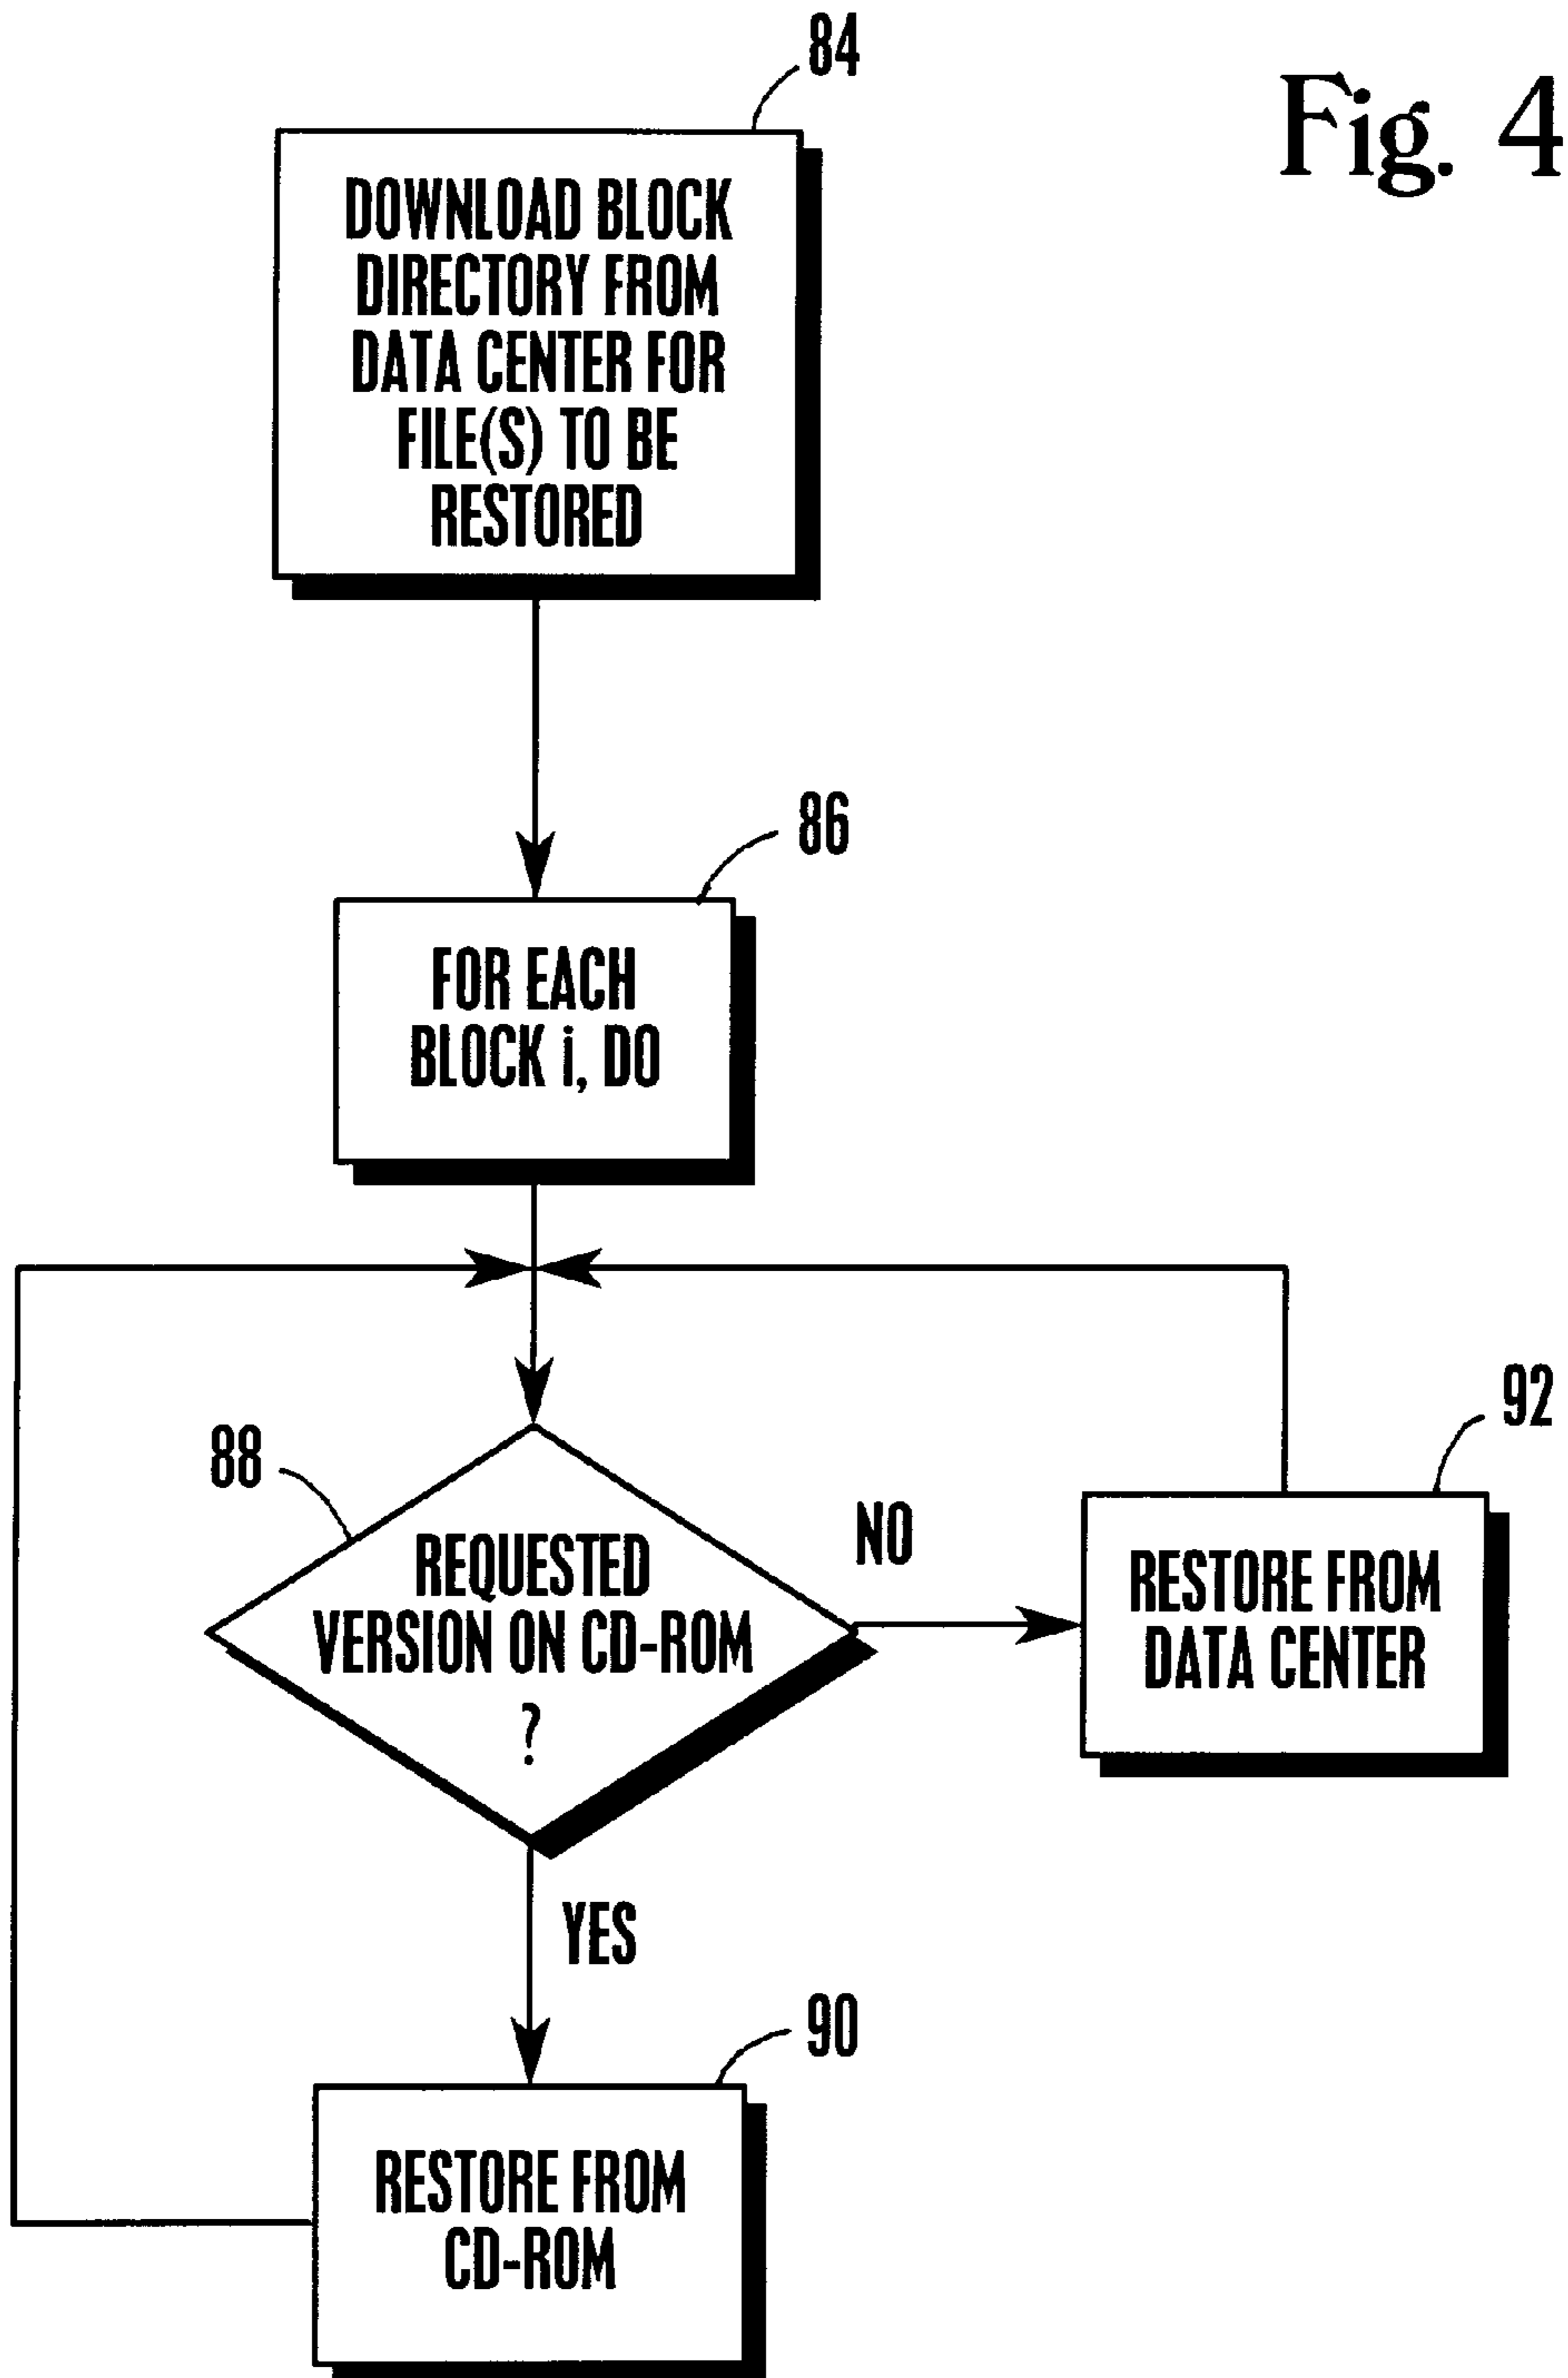 Fig. 4
84
DOWNLOAD BLOCK
DIRECTORY FROM
DATA CENTER FOR
FILE(S) TO BE
RESTORED
86
FOR EACH
BLOCK i, DO
88
REQUESTED
VERSION ON CD-ROM
?
NO
92
RESTORE FROM
DATA CENTER
YES
90
RESTORE FROM
CD-ROM